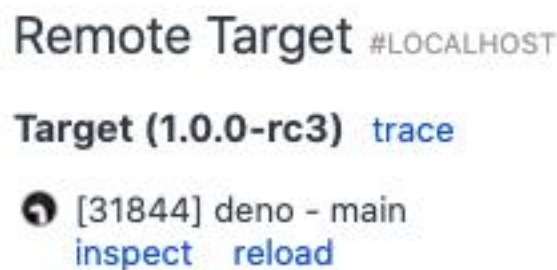 Remote Target #LOCALHOST
Target (1.0.0-rc3) trace
[31844] deno - main
inspect reload